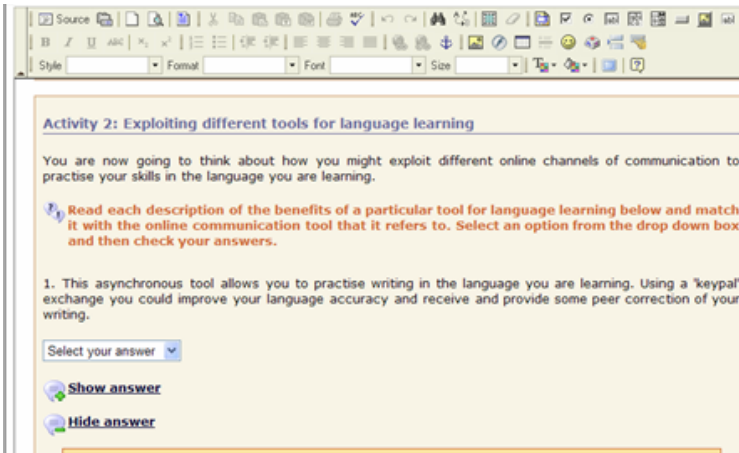 Source
B I U ABC X₂ X²
Style Format Font Size
Activity 2: Exploiting different tools for language learning
You are now going to think about how you might exploit different online channels of communication to
practise your skills in the language you are learning.
Read each description of the benefits of a particular tool for language learning below and match
it with the online communication tool that it refers to. Select an option from the drop down box
and then check your answers.
1. This asynchronous tool allows you to practise writing in the language you are learning. Using a 'keypal'
exchange you could improve your language accuracy and receive and provide some peer correction of your
writing.
Select your answer
Show answer
Hide answer